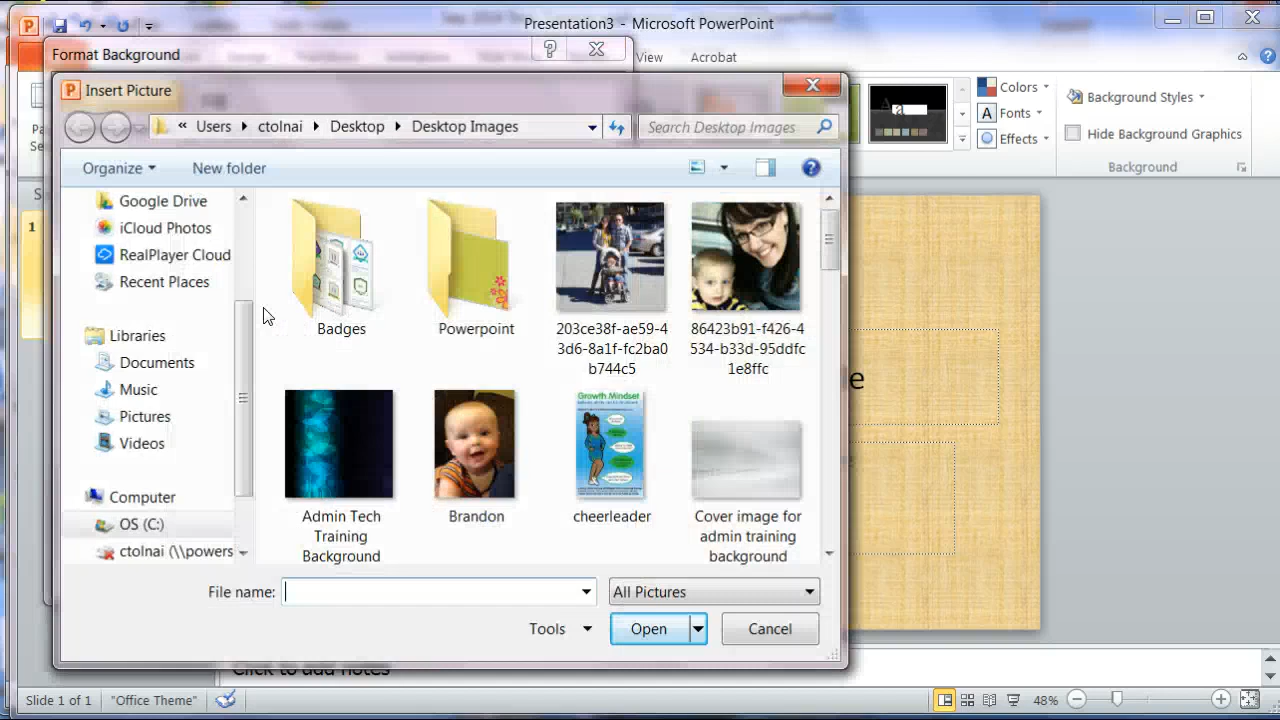 Presentation3 - Microsoft PowerPoint
Format Background
View
Acrobat
Insert Picture
Colors
Fonts
Effects
Background Styles
Hide Background Graphics
Background
« Users ctolnai Desktop Desktop Images
Search Desktop Images
Organize
New folder
Google Drive
iCloud Photos
RealPlayer Cloud
Recent Places
Libraries
Documents
Music
Pictures
Videos
Computer
OS (C:)
ctolnai (\\powers
Badges
Powerpoint
203ce38f-ae59-4
3d6-8a1f-fc2ba0
b744c5
86423b91-f426-4
534-b33d-95ddfc
1e8ffc
Growth Mindset
Admin Tech
Training
Background
Brandon
cheerleader
Cover image for
admin training
background
1
e
File name:
All Pictures
Tools
Open
Cancel
Click to add notes
Slide 1 of 1
"Office Theme"
48%